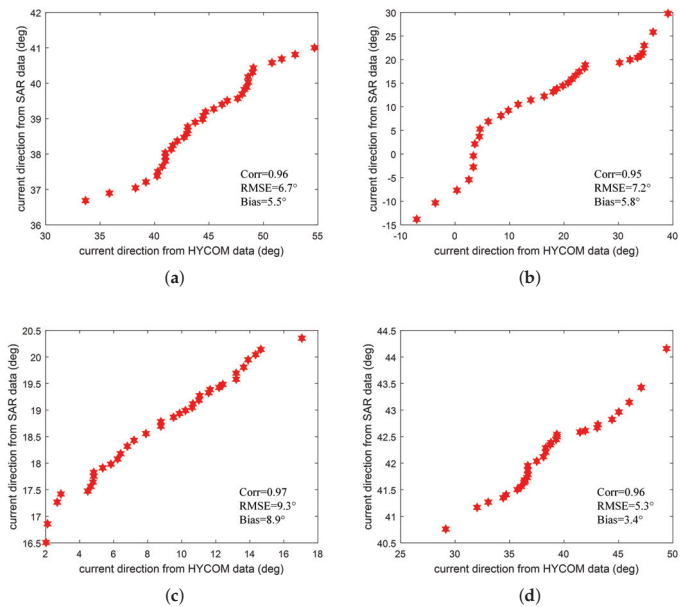 (a)
41
40
39
38
37
36
30
35
40
45
50
55
current direction from SAR data (deg)
current direction from HYCOM data (deg)
Corr=0.96
RMSE=6.7°
Bias=5.5°
(a)
(b)
30
25
20
15
10
5
0
-5
-10
-15
-10
0
10
20
30
40
current direction from SAR data (deg)
current direction from HYCOM data (deg)
Corr=0.95
RMSE=7.2°
Bias=5.8°
(b)
20.5
20
19.5
19
18.5
18
17.5
17
16.5
2
4
6
8
10
12
14
16
18
current direction from SAR data (deg)
current direction from HYCOM data (deg)
Corr=0.97
RMSE=9.3°
Bias=8.9°
(c)
44.5
44
43.5
43
42.5
42
41.5
41
40.5
25
30
35
40
45
50
current direction from SAR data (deg)
current direction from HYCOM data (deg)
Corr=0.96
RMSE=5.3°
Bias=3.4°
(d)